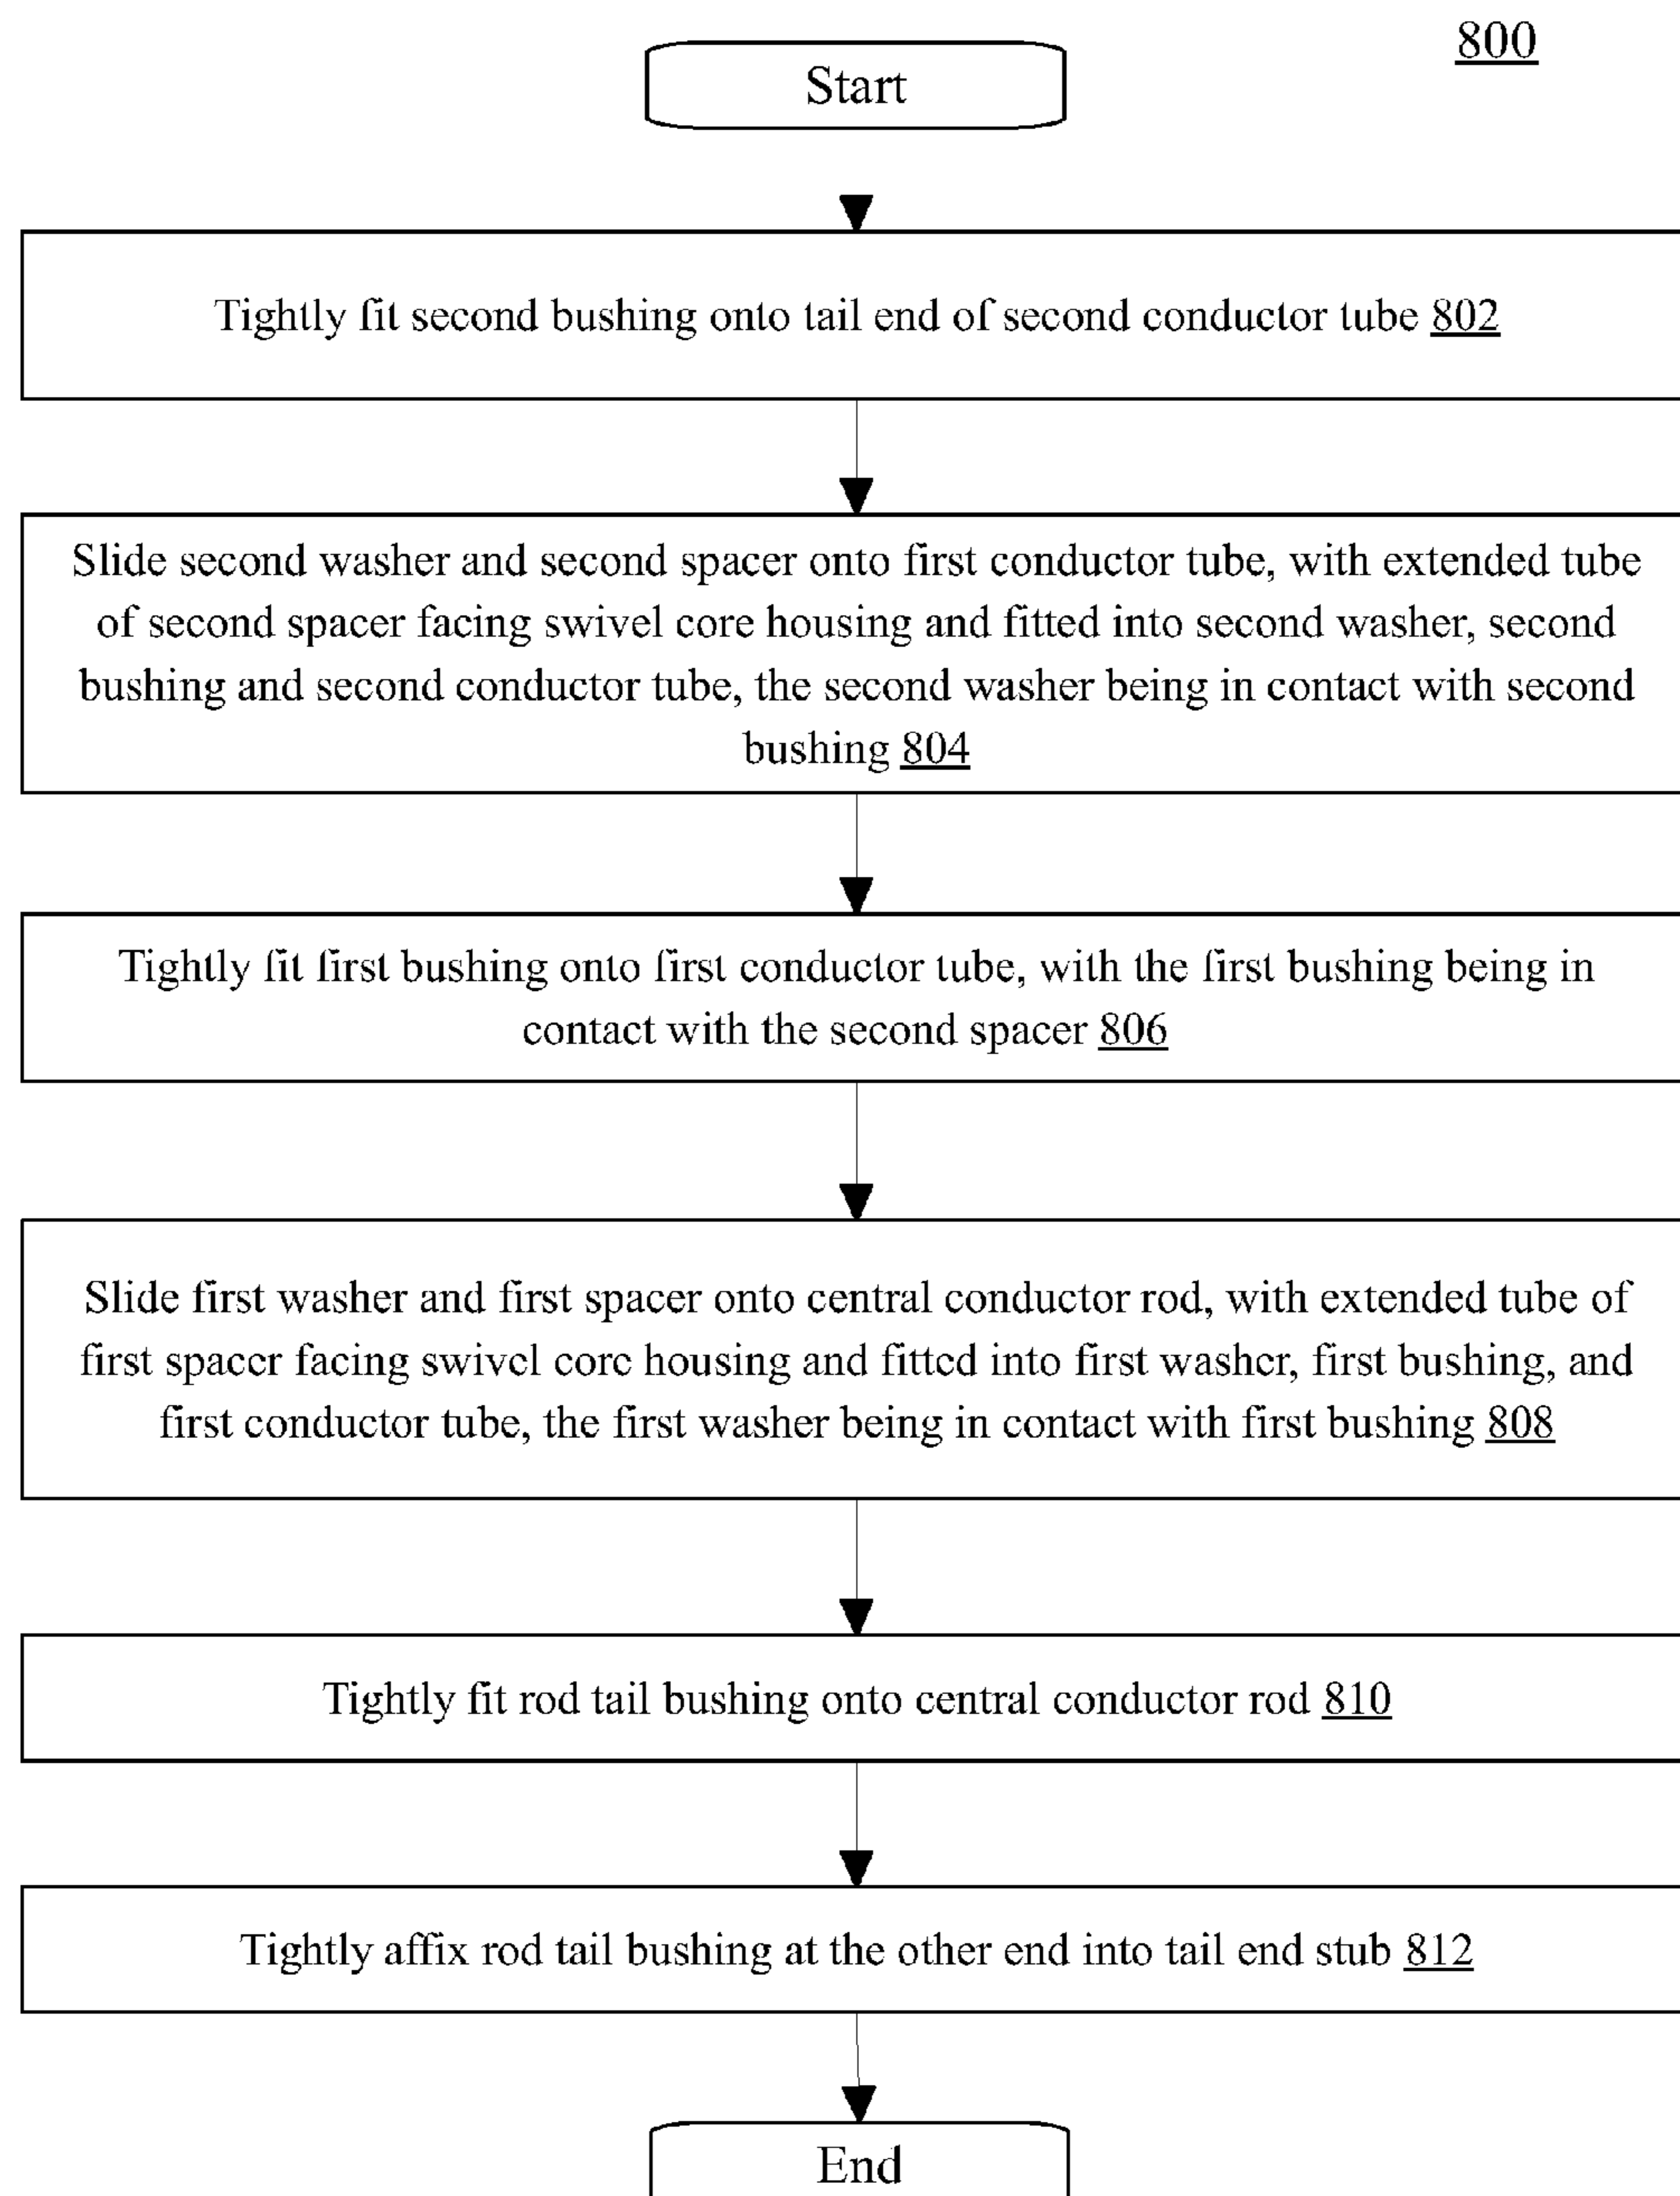 800
Start
Tightly fit second bushing onto tail end of second conductor tube 802
Slide second washer and second spacer onto first conductor tube, with extended tube
of second spacer facing swivel core housing and fitted into second washer, second
bushing and second conductor tube, the second washer being in contact with second
bushing 804
Tightly fit first bushing onto first conductor tube, with the first bushing being in
contact with the second spacer 806
Slide first washer and first spacer onto central conductor rod, with extended tube of
first spacer facing swivel core housing and fitted into first washer, first bushing, and
first conductor tube, the first washer being in contact with first bushing 808
Tightly fit rod tail bushing onto central conductor rod 810
Tightly affix rod tail bushing at the other end into tail end stub 812
End